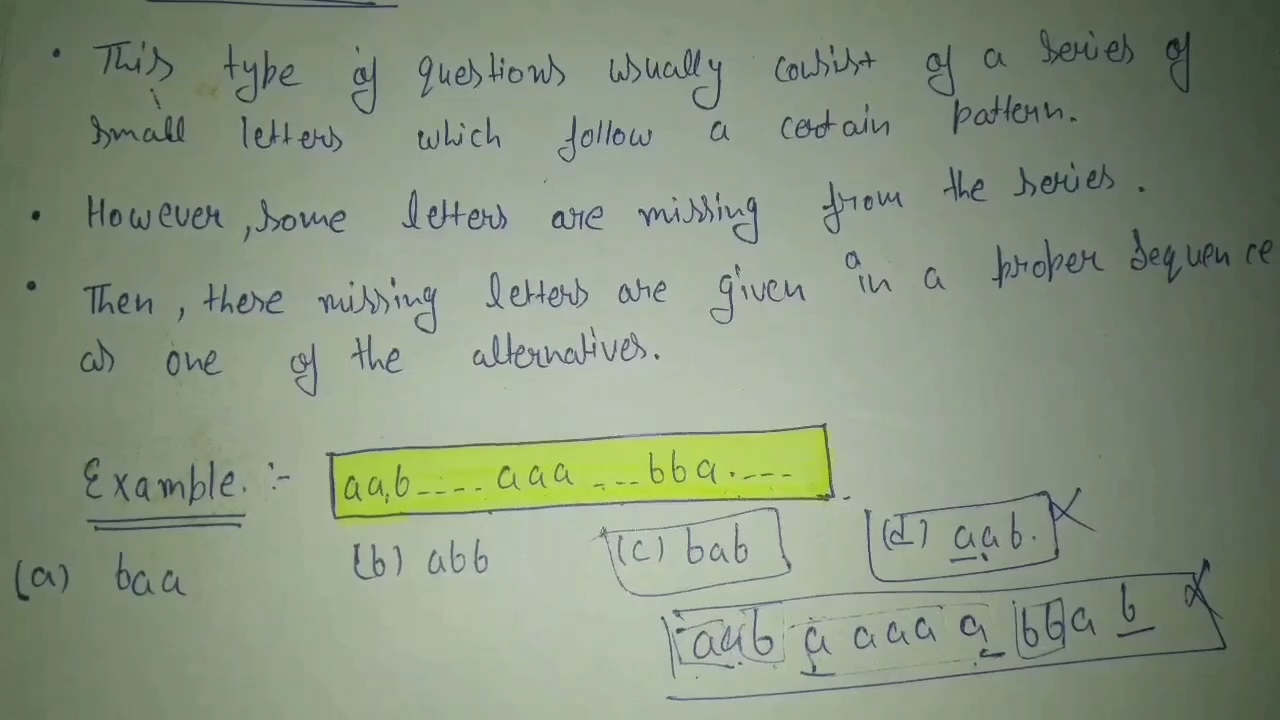 • This type of questions usually consist of a series of
small letters which follow a certain pattern.
• However, some letters are missing from the series.
• Then, these missing letters are given in a proper sequence
as one of the alternatives.
Examble :- aab---- aaa ---bba ----
(a) baa (b) abb (c) bab (d) aab. X
aab a aaa a bba b X